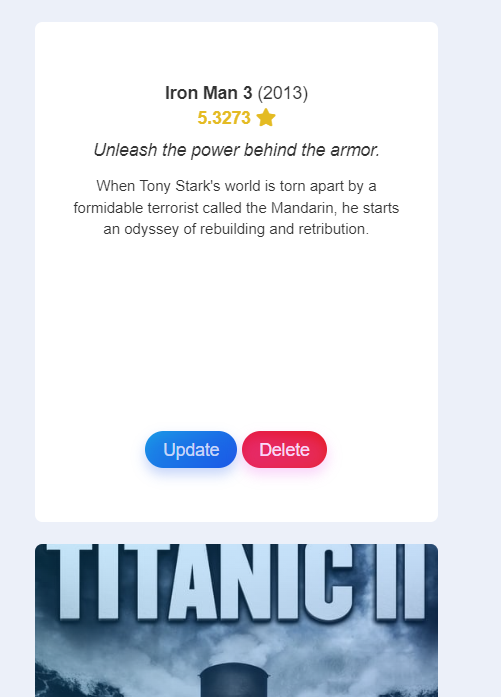 Iron Man 3 (2013)
5.3273
Unleash the power behind the armor.
When Tony Stark's world is torn apart by a
formidable terrorist called the Mandarin, he starts
an odyssey of rebuilding and retribution.
Update Delete
TITANIC II